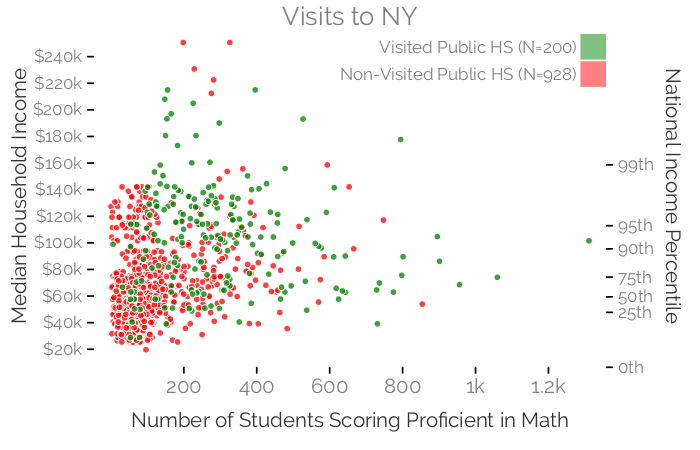 Visits to NY
Visited Public HS (N=200)
Non-Visited Public HS (N=928)
Median Household Income
$240k
$220k
$200k
$180k
$160k
$140k
$120k
$100k
$80k
$60k
$40k
$20k
National Income Percentile
99th
95th
90th
75th
50th
25th
0th
200
400
600
800
1k
1.2k
Number of Students Scoring Proficient in Math